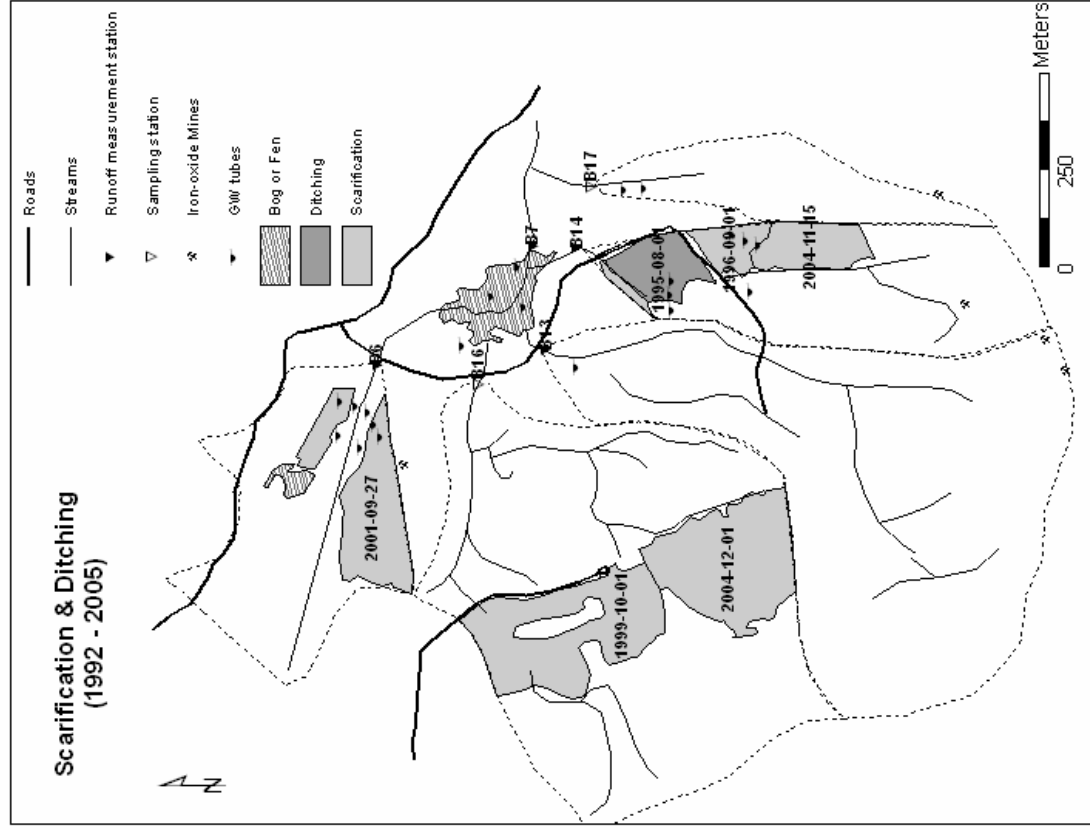 Scarification & Ditching
(1992 - 2005)
N
Roads
Streams
Runoff measurement station
Sampling station
Iron-oxide Mines
GW tubes
Bog or Fen
Ditching
Scarification
B6
B16
B7
B13
B14
B17
2001-09-27
1999-10-01
2004-12-01
1995-08-01
1996-09-01
2004-11-15
0
250
Meters